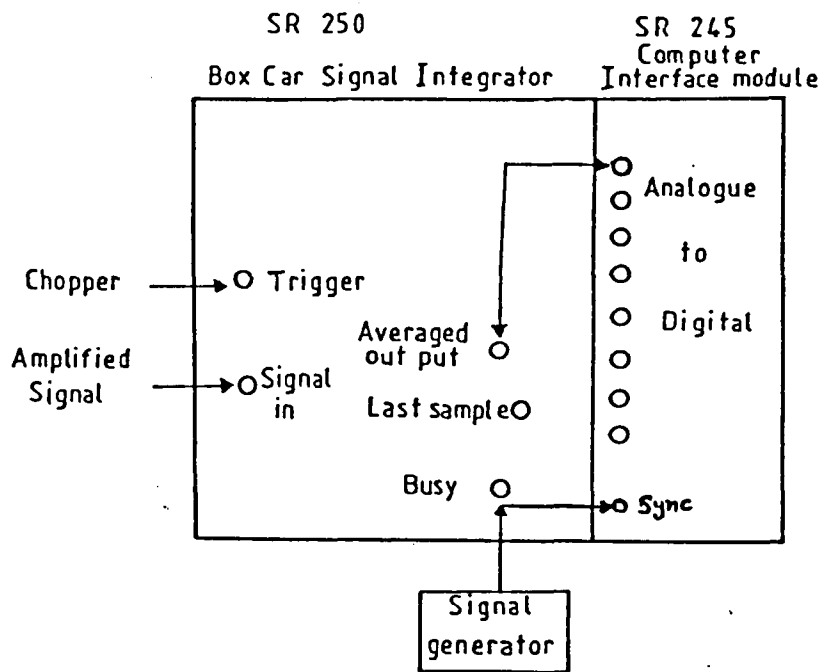 SR 250
Box Car Signal Integrator
SR 245
Computer
Interface module
Analogue
to
Digital
Chopper
Trigger
Amplified
Signal
Signal
in
Averaged
out put
Last sample
Busy
Sync
Signal
generator